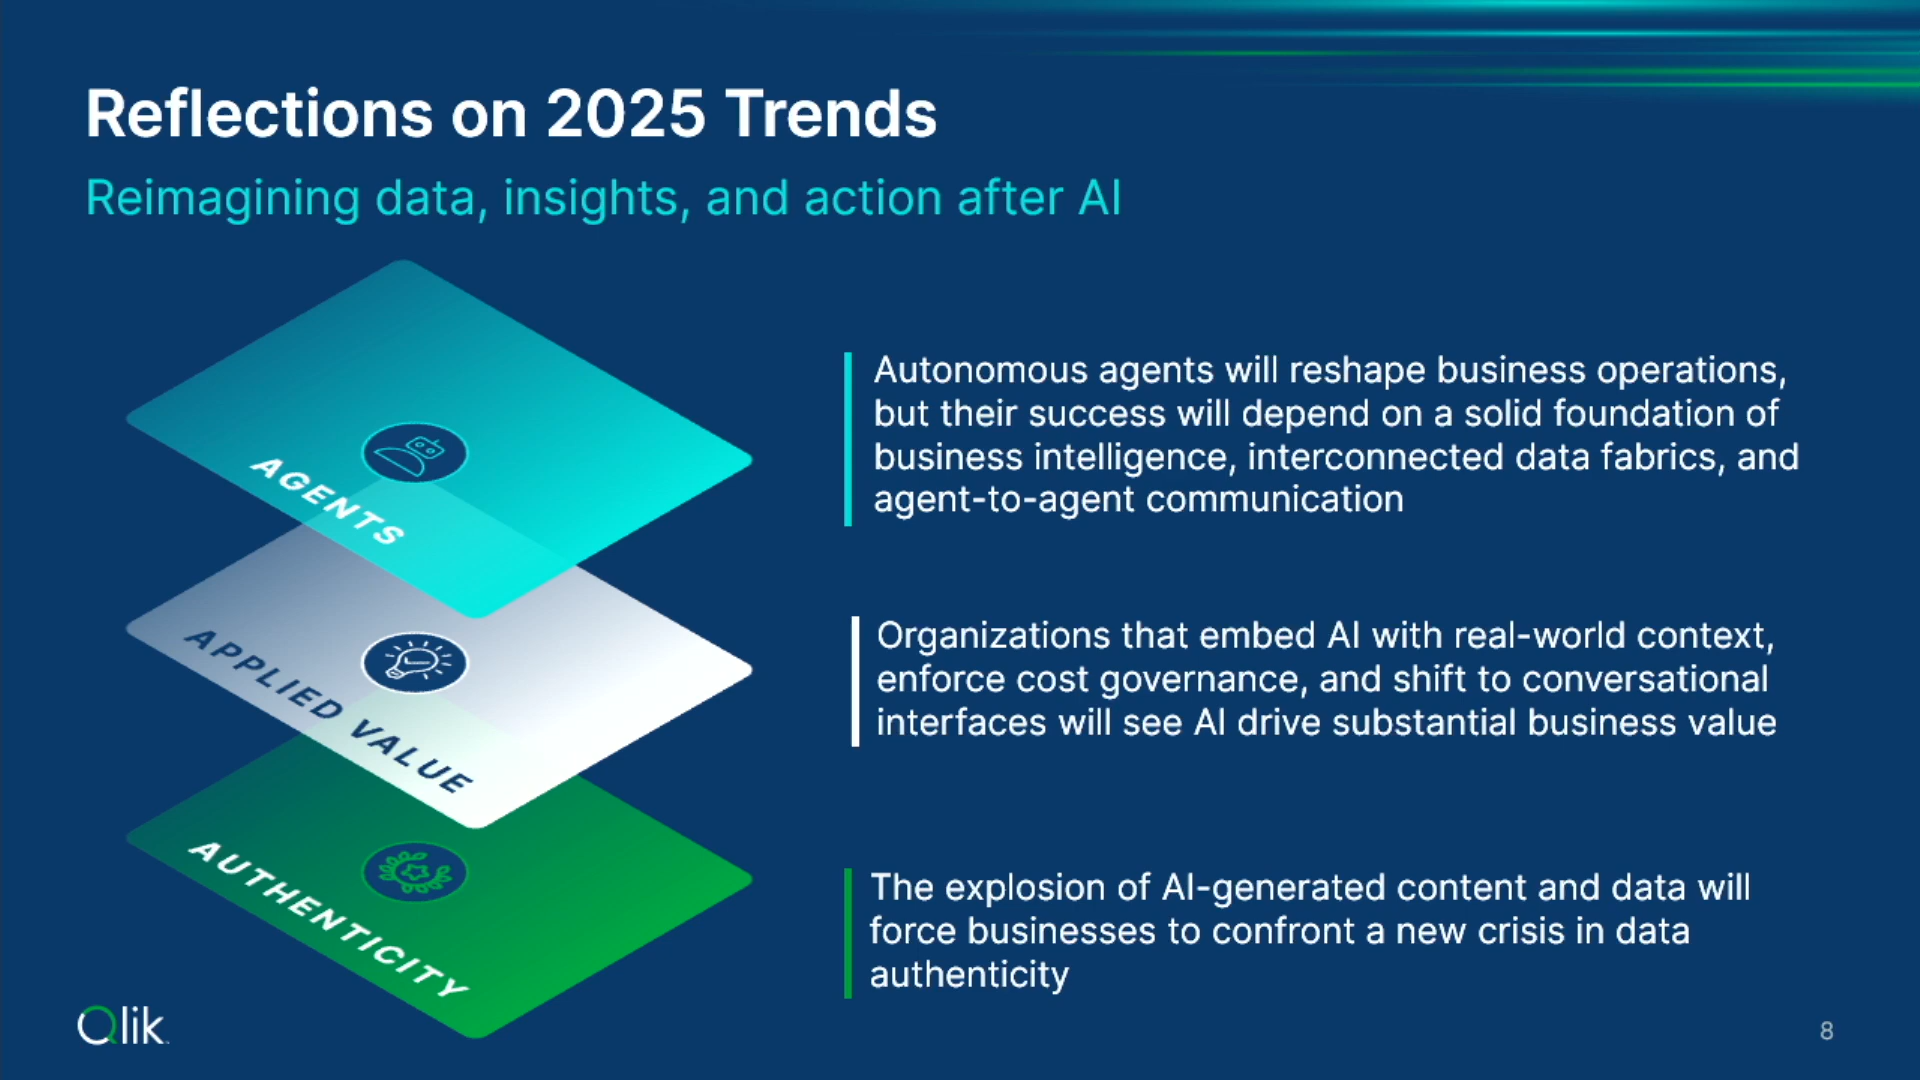 Reflections on 2025 Trends
Reimagining data, insights, and action after AI
AGENTS
Autonomous agents will reshape business operations,
but their success will depend on a solid foundation of
business intelligence, interconnected data fabrics, and
agent-to-agent communication
APPLIED VALUE
Organizations that embed AI with real-world context,
enforce cost governance, and shift to conversational
interfaces will see AI drive substantial business value
AUTHENTICITY
The explosion of AI-generated content and data will
force businesses to confront a new crisis in data
authenticity
Qlik
8